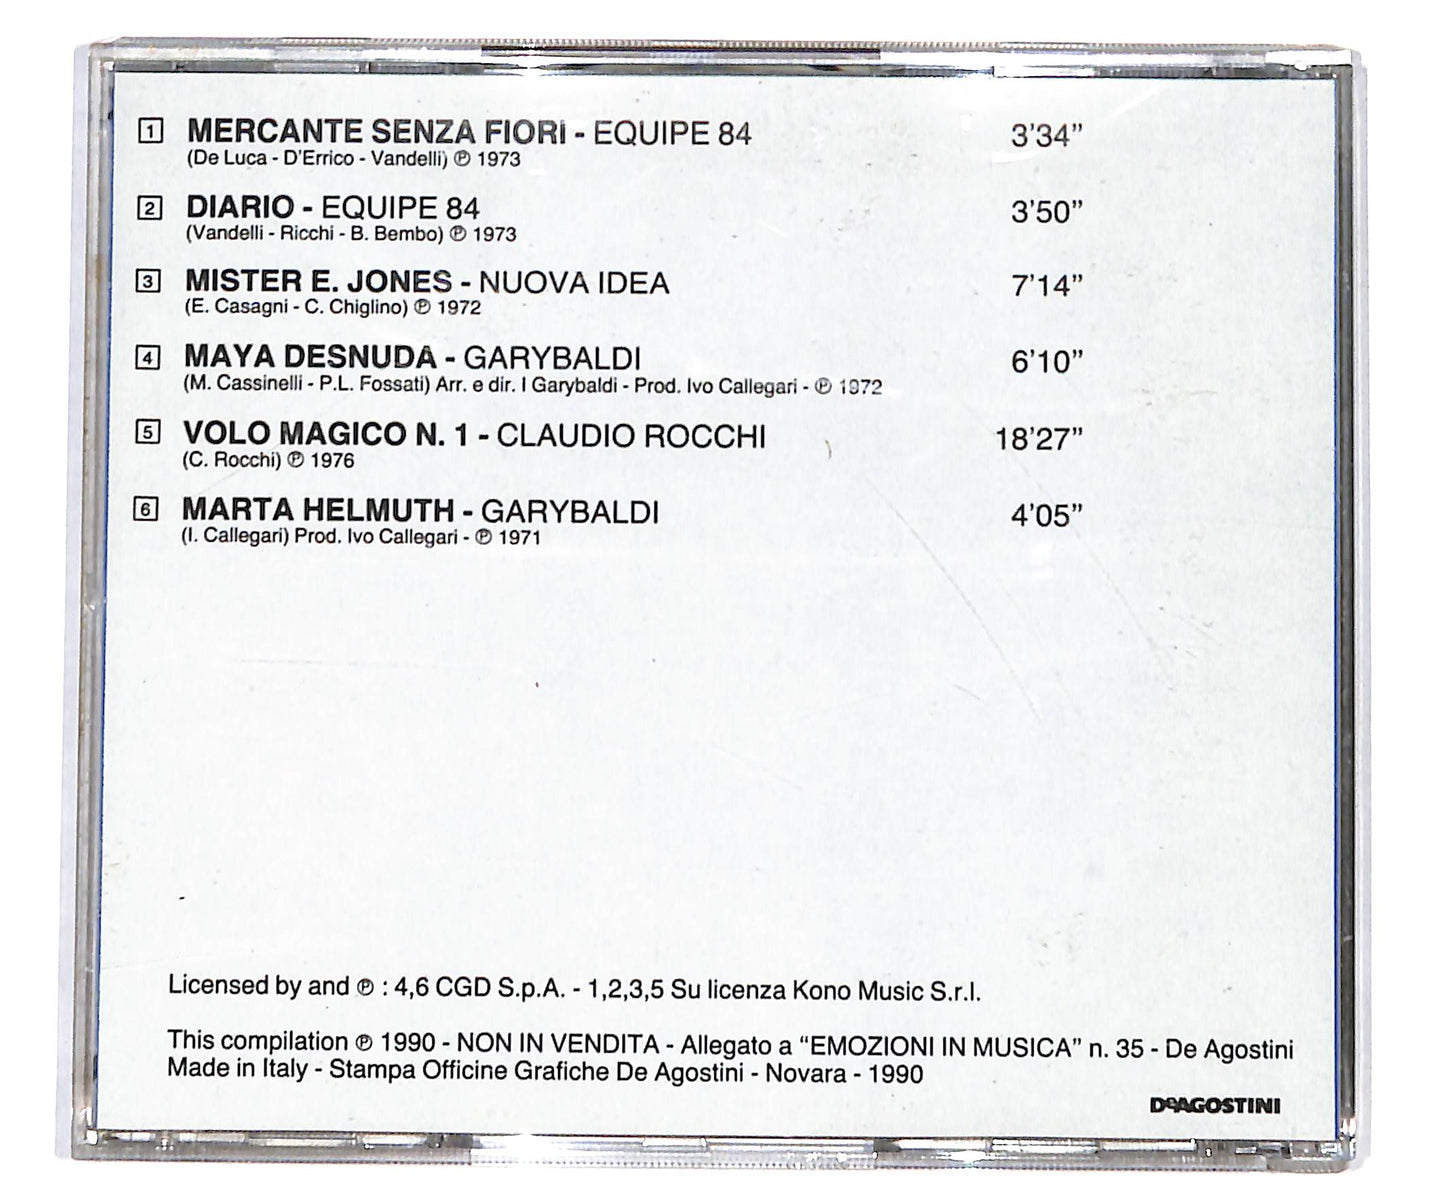 1 MERCANTE SENZA FIORI - EQUIPE 84 3'34"
(De Luca - D'Errico - Vandelli) ℗ 1973
2 DIARIO - EQUIPE 84 3'50"
(Vandelli - Ricchi - B. Bembo) ℗ 1973
3 MISTER E. JONES - NUOVA IDEA 7'14"
(E. Casagni - C. Chiglino) ℗ 1972
4 MAYA DESNUDA - GARYBALDI 6'10"
(M. Cassinelli - P.L. Fossati) Arr. e dir. I Garybaldi - Prod. Ivo Callegari - ℗ 1972
5 VOLO MAGICO N. 1 - CLAUDIO ROCCHI 18'27"
(C. Rocchi) ℗ 1976
6 MARTA HELMUTH - GARYBALDI 4'05"
(I. Callegari) Prod. Ivo Callegari - ℗ 1971
Licensed by and ℗ : 4,6 CGD S.p.A. - 1,2,3,5 Su licenza Kono Music S.r.l.
This compilation ℗ 1990 - NON IN VENDITA - Allegato a "EMOZIONI IN MUSICA" n. 35 - De Agostini
Made in Italy - Stampa Officine Grafiche De Agostini - Novara - 1990
DeAGOSTINI